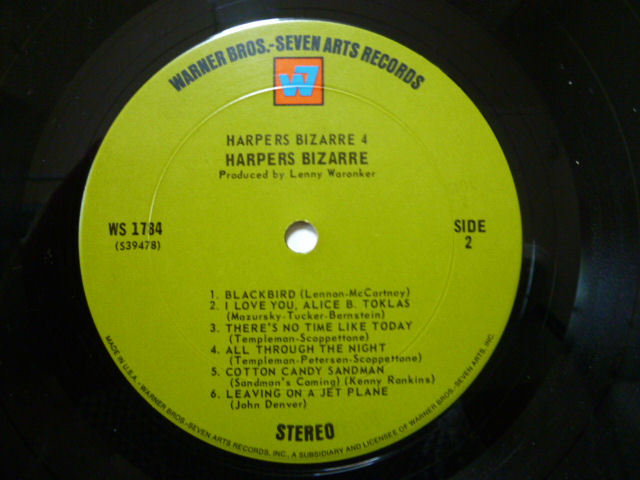 WARNER BROS.-SEVEN ARTS RECORDS
W7
HARPERS BIZARRE 4
HARPERS BIZARRE
Produced by Lenny Waronker
WS 1784
(S39478)
SIDE
2
1. BLACKBIRD (Lennon-McCartney)
2. I LOVE YOU, ALICE B. TOKLAS
(Mazursky-Tucker-Bernstein)
3. THERE'S NO TIME LIKE TODAY
(Templeman-Scoppettone)
4. ALL THROUGH THE NIGHT
(Templeman-Petersen-Scoppettone)
5. COTTON CANDY SANDMAN
(Sandman's Coming) (Kenny Rankins)
6. LEAVING ON A JET PLANE
(John Denver)
STEREO
MADE IN U.S.A. - WARNER BROS.-SEVEN ARTS RECORDS, INC., A SUBSIDIARY AND LICENSEE OF WARNER BROS.-SEVEN ARTS, INC.